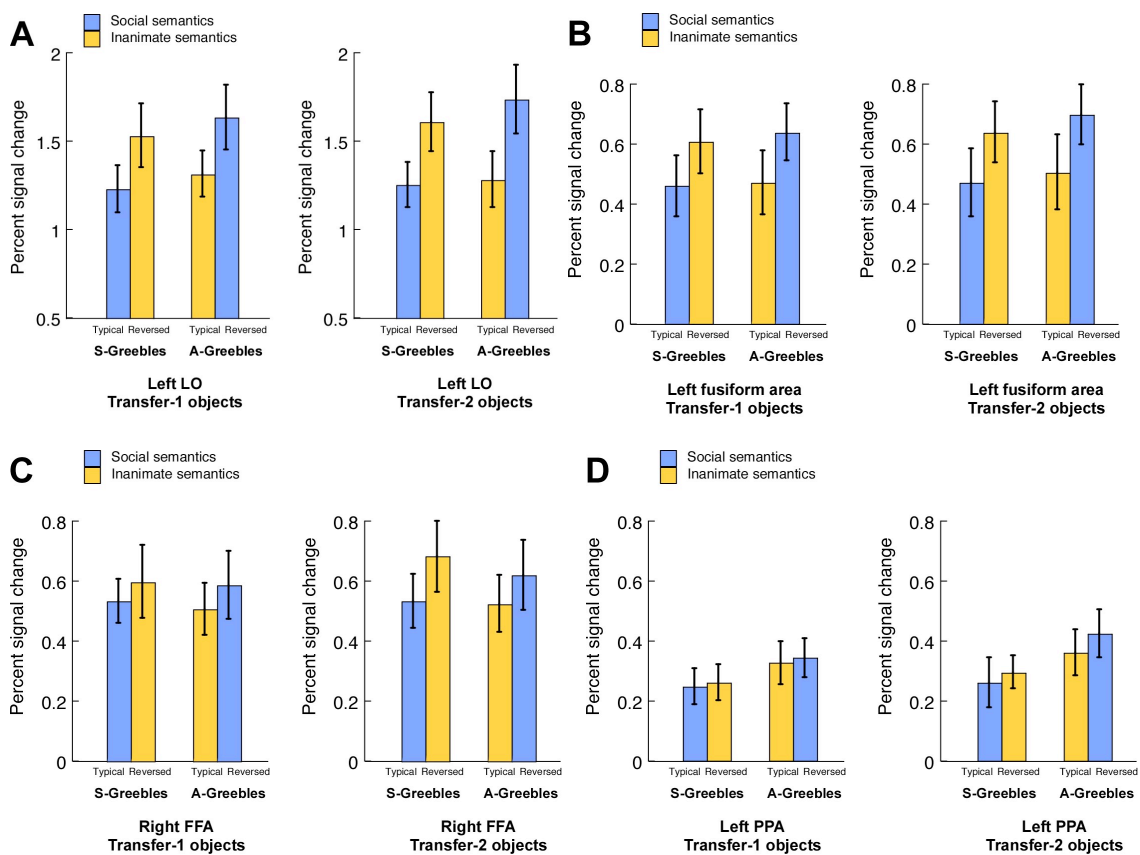 A
Social semantics
Inanimate semantics
Percent signal change
2
1.5
1
0.5
Typical Reversed Typical Reversed
S-Greebles A-Greebles
Left LO
Transfer-1 objects
Percent signal change
2
1.5
1
0.5
Typical Reversed Typical Reversed
S-Greebles A-Greebles
Left LO
Transfer-2 objects
B
Social semantics
Inanimate semantics
Percent signal change
0.8
0.6
0.4
0.2
0
Typical Reversed Typical Reversed
S-Greebles A-Greebles
Left fusiform area
Transfer-1 objects
Percent signal change
0.8
0.6
0.4
0.2
0
Typical Reversed Typical Reversed
S-Greebles A-Greebles
Left fusiform area
Transfer-2 objects
C
Social semantics
Inanimate semantics
Percent signal change
0.8
0.6
0.4
0.2
0
Typical Reversed Typical Reversed
S-Greebles A-Greebles
Right FFA
Transfer-1 objects
Percent signal change
0.8
0.6
0.4
0.2
0
Typical Reversed Typical Reversed
S-Greebles A-Greebles
Right FFA
Transfer-2 objects
D
Social semantics
Inanimate semantics
Percent signal change
0.8
0.6
0.4
0.2
0
Typical Reversed Typical Reversed
S-Greebles A-Greebles
Left PPA
Transfer-1 objects
Percent signal change
0.8
0.6
0.4
0.2
0
Typical Reversed Typical Reversed
S-Greebles A-Greebles
Left PPA
Transfer-2 objects